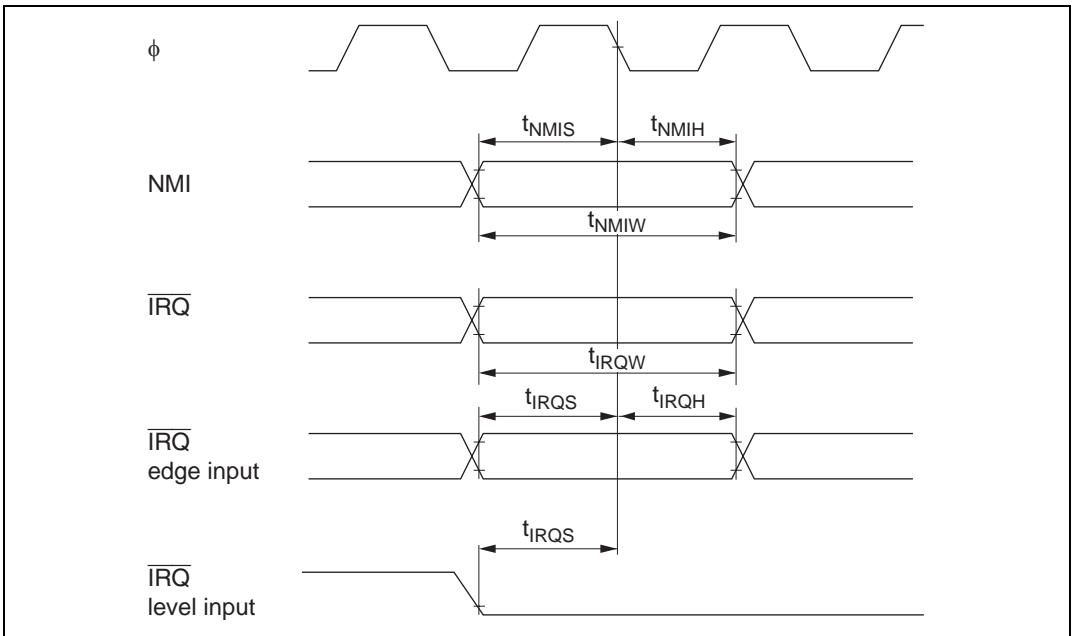 ϕ
tNMIS
tNMIH
NMI
tNMIW
IRQ
tIRQW
tIRQS
tIRQH
IRQ
edge input
tIRQS
IRQ
level input